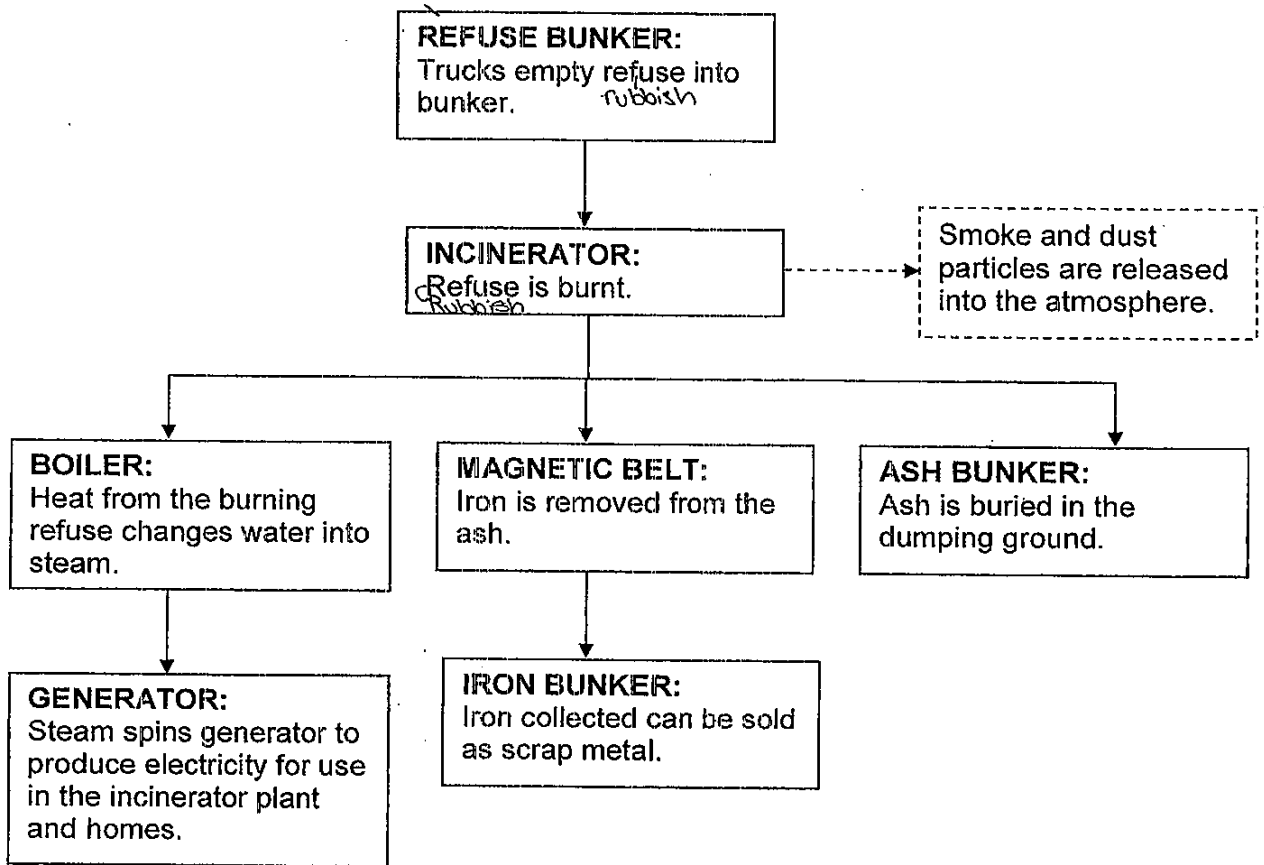 REFUSE BUNKER:
Trucks empty refuse into
bunker.
rubbish
INCINERATOR:
Refuse is burnt.
Rubbish
Smoke and dust
particles are released
into the atmosphere.
BOILER:
Heat from the burning
refuse changes water into
steam.
MAGNETIC BELT:
Iron is removed from the
ash.
ASH BUNKER:
Ash is buried in the
dumping ground.
GENERATOR:
Steam spins generator to
produce electricity for use
in the incinerator plant
and homes.
IRON BUNKER:
Iron collected can be sold
as scrap metal.